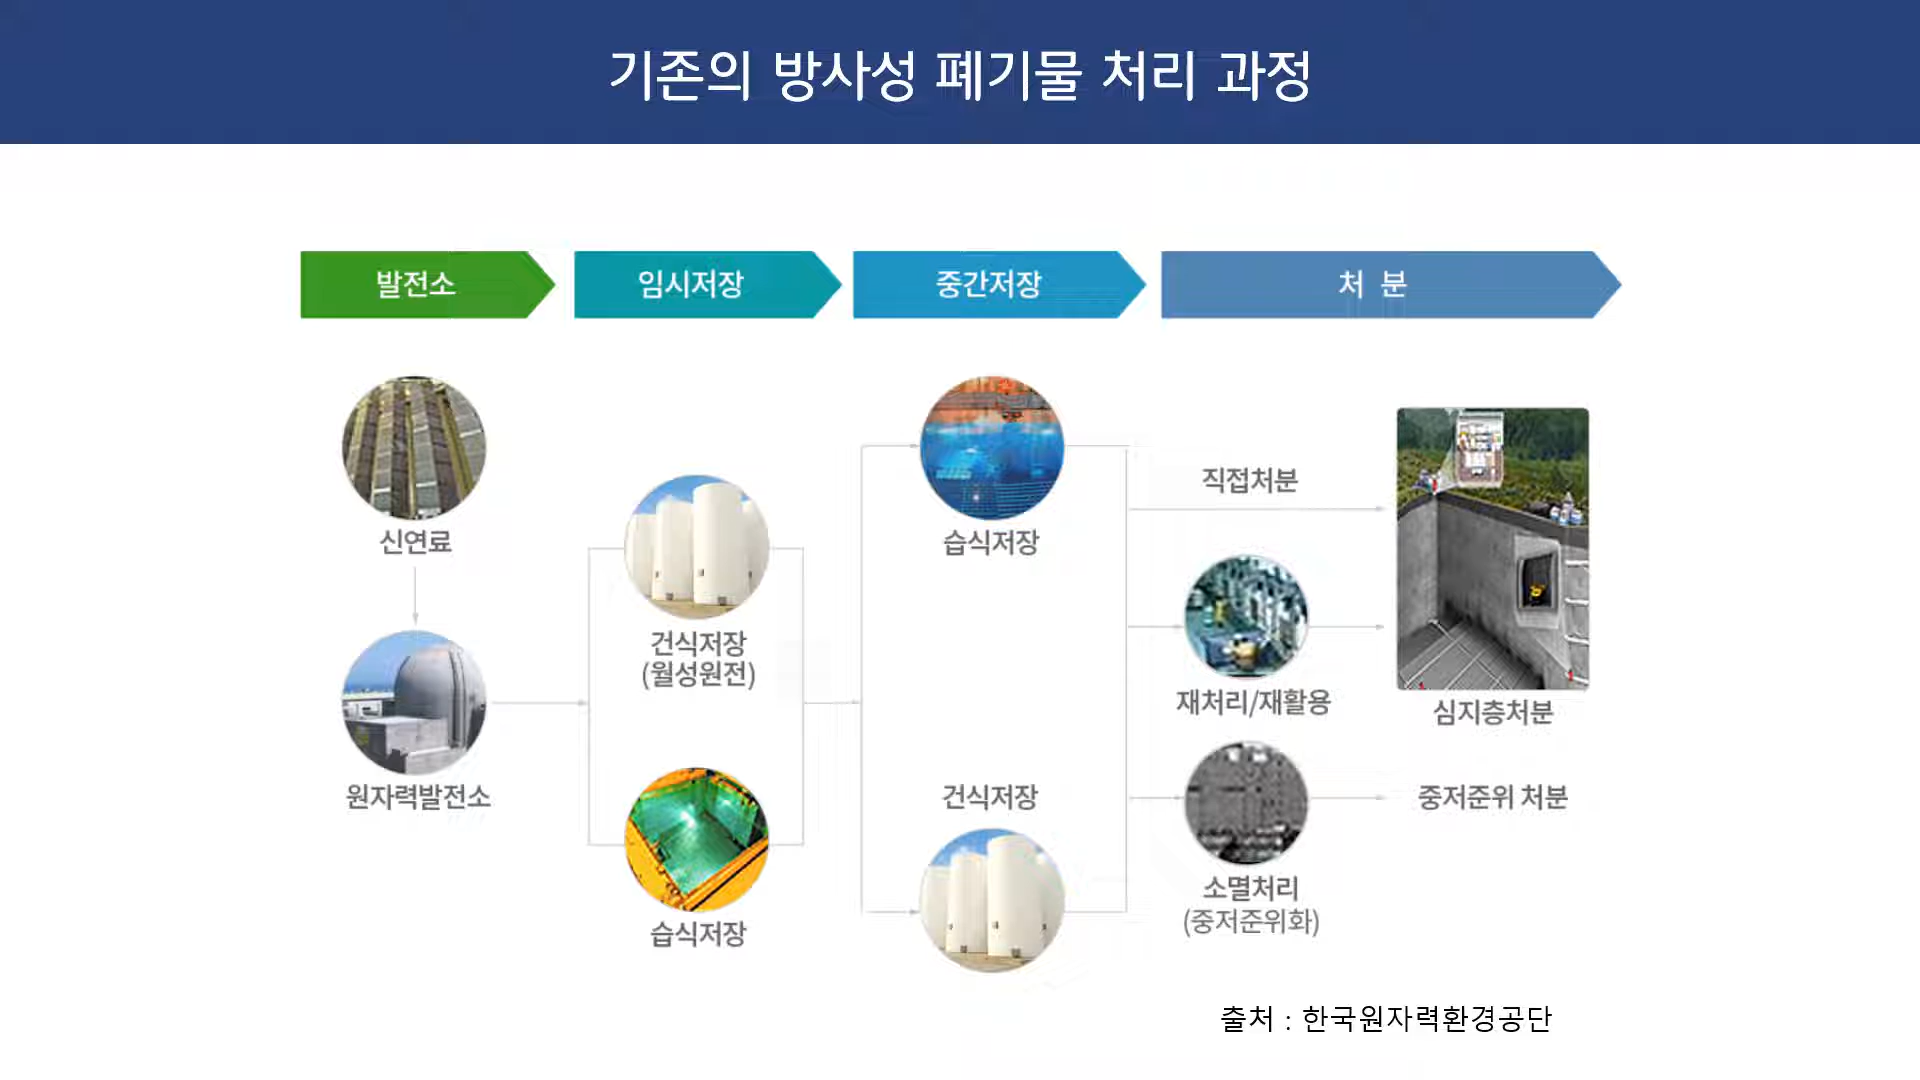 기존의 방사성 폐기물 처리 과정
발전소
임시저장
중간저장
처 분
신연료
원자력발전소
건식저장
(월성원전)
습식저장
습식저장
건식저장
직접처분
재처리/재활용
소멸처리
(중저준위화)
심지층처분
중저준위 처분
출처 : 한국원자력환경공단